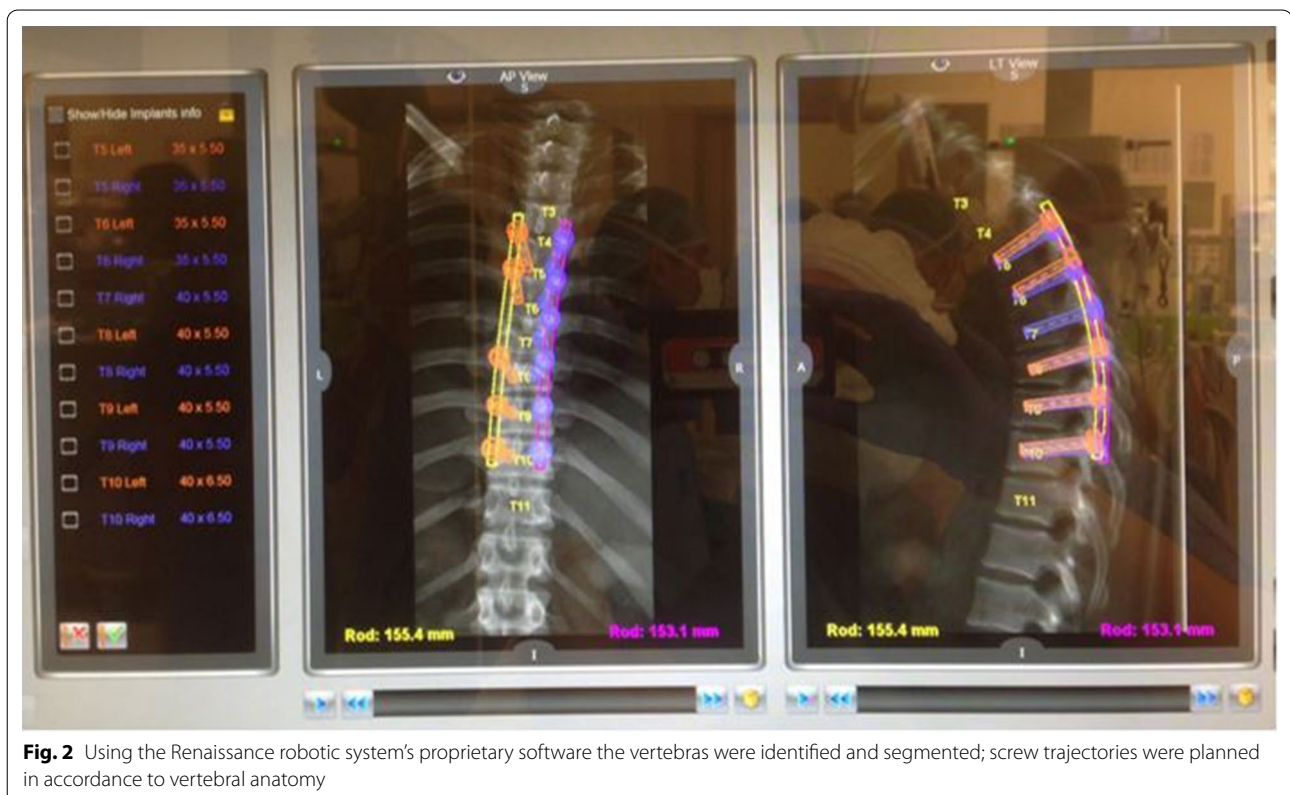 Show/Hide Implants info
T5 Left 35 x 5.50
T5 Right 35 x 5.50
T6 Left 35 x 5.50
T6 Right 35 x 5.50
T7 Right 40 x 5.50
T8 Left 40 x 5.50
T8 Right 40 x 5.50
T9 Left 40 x 5.50
T9 Right 40 x 5.50
T10 Left 40 x 6.50
T10 Right 40 x 6.50
AP View
S
L
R
T3
T4
T5
T6
T7
T8
T9
T10
T11
Rod: 155.4 mm
Rod: 153.1 mm
I
LT View
S
A
P
T3
T4
T6
T7
T10
T11
Rod: 155.4 mm
Rod: 153.1 mm
I
Fig. 2 Using the Renaissance robotic system's proprietary software the vertebras were identified and segmented; screw trajectories were planned
in accordance to vertebral anatomy